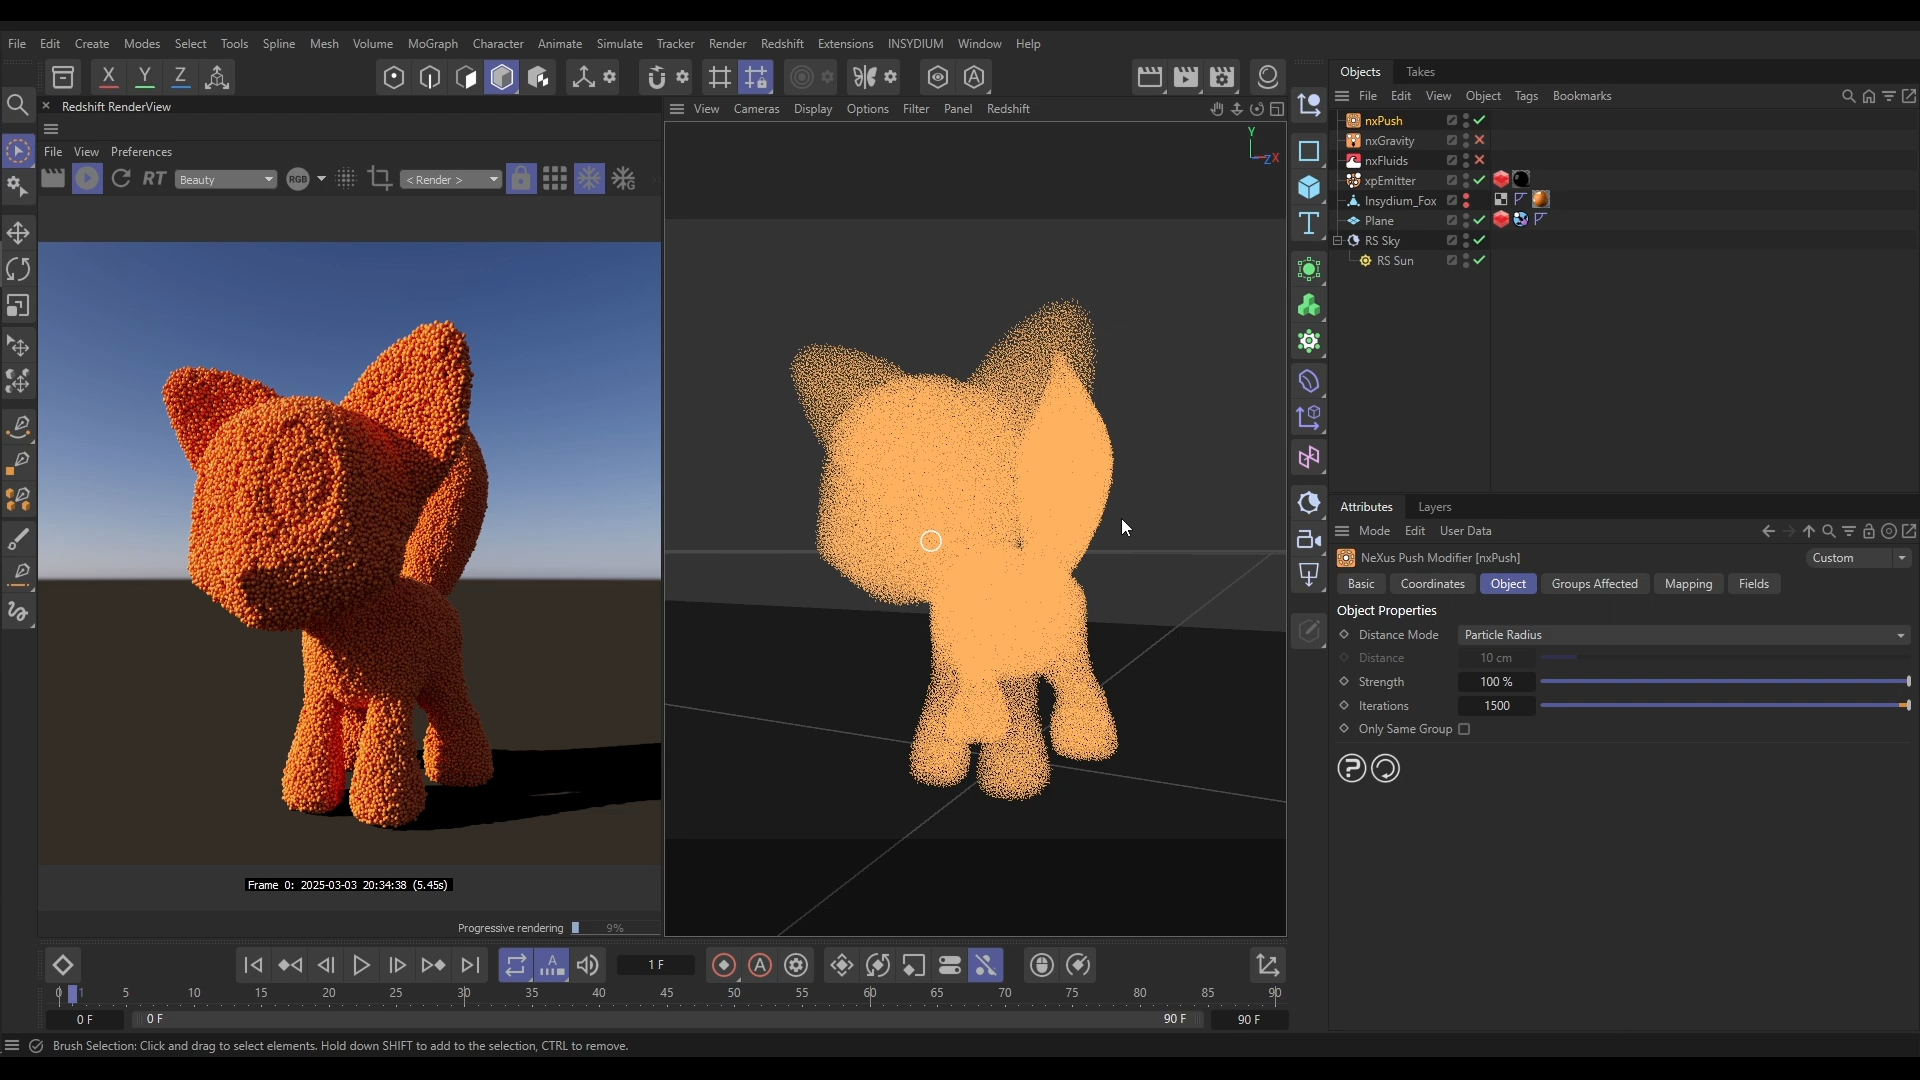 File Edit Create Modes Select Tools Spline Mesh Volume MoGraph Character Animate Simulate Tracker Render Redshift Extensions INSYDIUM Window Help
X Y Z
Redshift RenderView
File View Preferences
RT Beauty RGB < Render >
Frame 0: 2025-03-03 20:34:38 (5.45s)
Progressive rendering 9%
View Cameras Display Options Filter Panel Redshift
Y
Z X
Objects Takes
File Edit View Object Tags Bookmarks
nxPush
nxGravity
nxFluids
xpEmitter
Insydium_Fox
Plane
RS Sky
RS Sun
Attributes Layers
Mode Edit User Data
NeXus Push Modifier [nxPush] Custom
Basic Coordinates Object Groups Affected Mapping Fields
Object Properties
Distance Mode Particle Radius
Distance 10 cm
Strength 100 %
Iterations 1500
Only Same Group
1 F
0 1 5 10 15 20 25 30 35 40 45 50 55 60 65 70 75 80 85 90
0 F 0 F 90 F 90 F
Brush Selection: Click and drag to select elements. Hold down SHIFT to add to the selection, CTRL to remove.